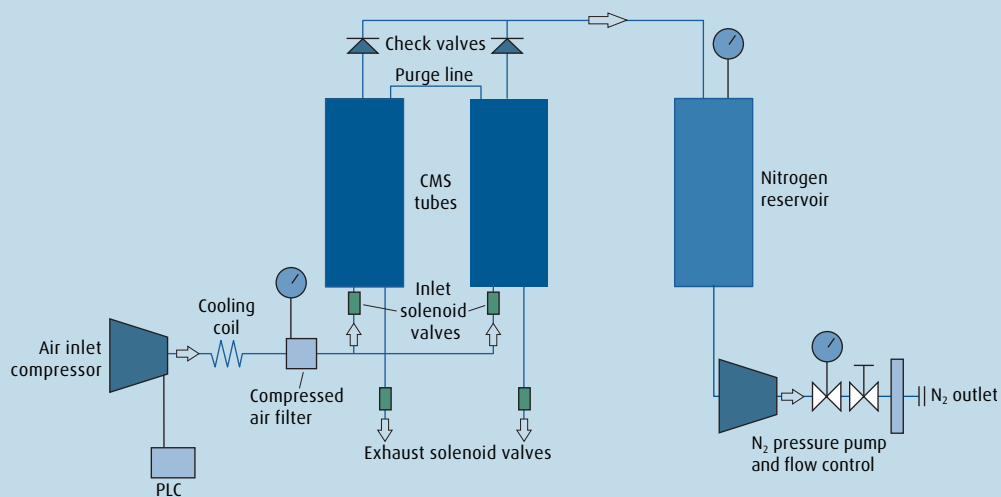 Check valves
Purge line
CMS
tubes
Nitrogen
reservoir
Inlet
solenoid
valves
Cooling
coil
Air inlet
compressor
Compressed
air filter
Exhaust solenoid valves
PLC
N₂ outlet
N₂ pressure pump
and flow control